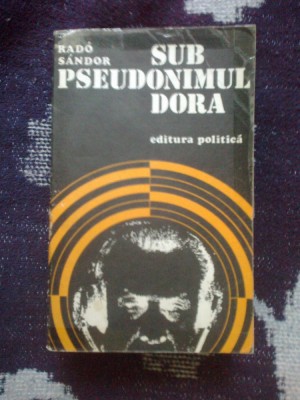 RADÓ
SÁNDOR
SUB
PSEUDONIMUL
DORA
editura politică